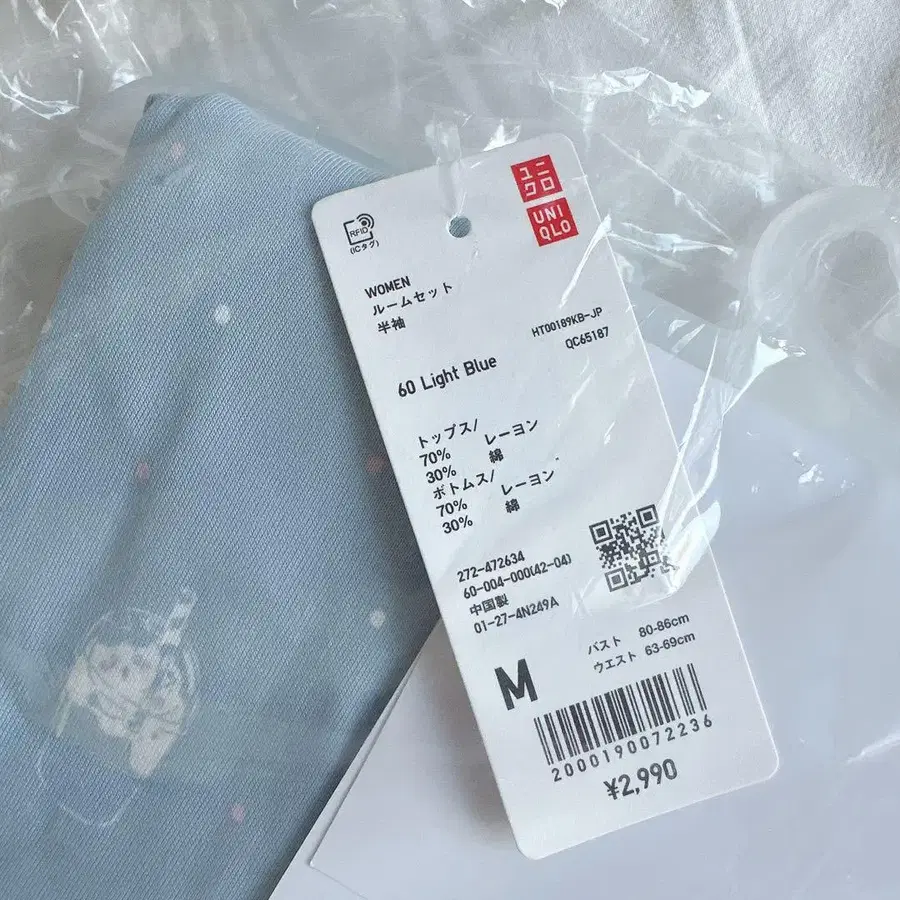 ユニ
クロ
UNI
QLO
RFID
(ICタグ)
WOMEN
ルームセット
半袖
HT00189KB-JP
QC65187
60 Light Blue
トップス/
70% レーヨン
30% 綿
ボトムス/
70% レーヨン
30% 綿
272-472634
60-004-000(42-04)
中国製
01-27-4N249A
M
バスト 80-86cm
ウエスト 63-69cm
2000190072236
¥2,990